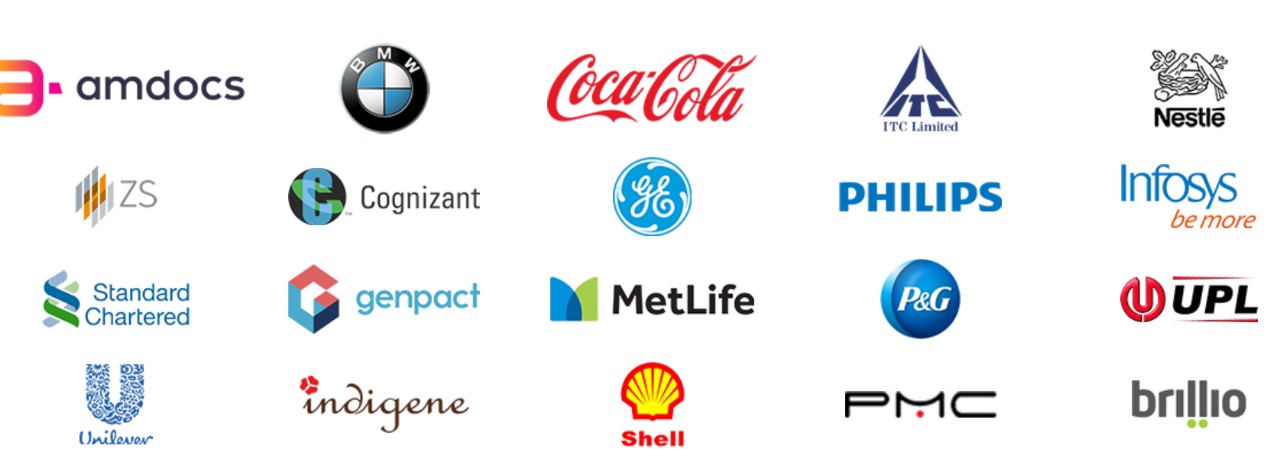 amdocs
BMW
Coca-Cola
ITC
ITC Limited
Nestlé
ZS
Cognizant
GE
PHILIPS
Infosys
be more
Standard
Chartered
genpact
MetLife
P&G
UPL
Unilever
indigene
Shell
PMC
brillio